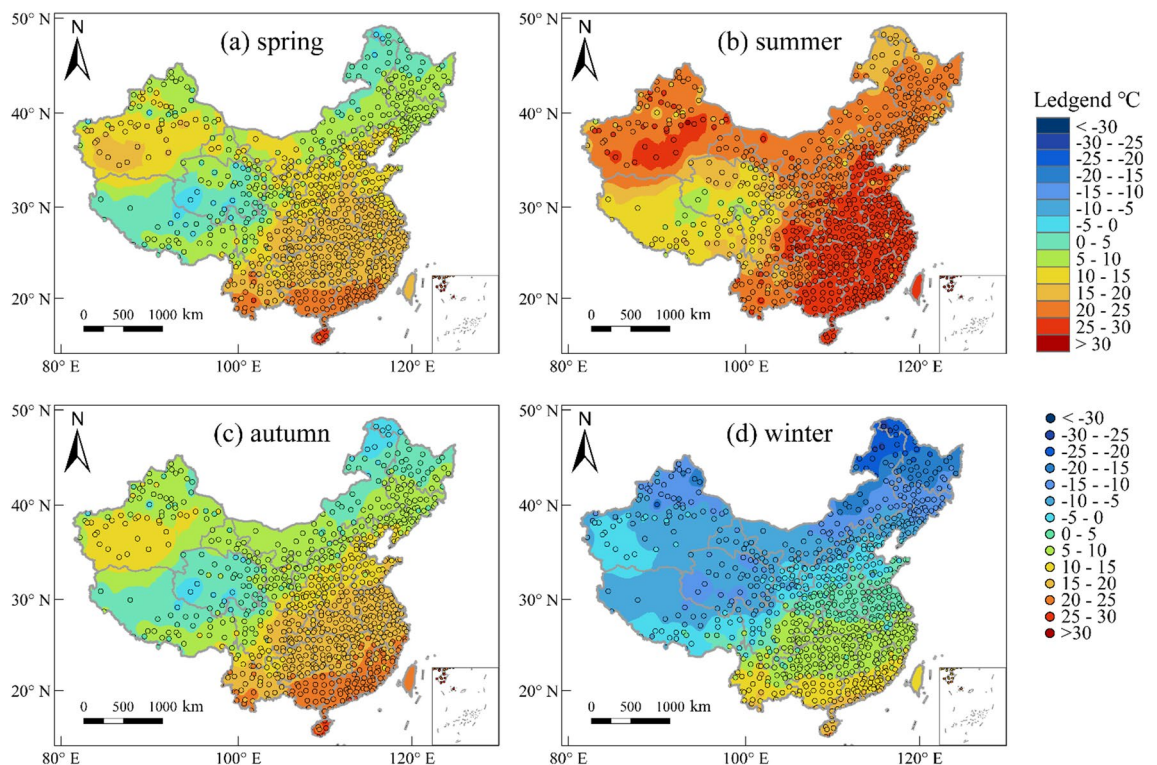 50° N
40° N
30° N
20° N
80° E
100° E
120° E
N
(a) spring
0 500 1000 km
50° N
40° N
30° N
20° N
80° E
100° E
120° E
N
(b) summer
0 500 1000 km
Ledgend °C
< -30
-30 - -25
-25 - -20
-20 - -15
-15 - -10
-10 - -5
-5 - 0
0 - 5
5 - 10
10 - 15
15 - 20
20 - 25
25 - 30
> 30
50° N
40° N
30° N
20° N
80° E
100° E
120° E
N
(c) autumn
0 500 1000 km
50° N
40° N
30° N
20° N
80° E
100° E
120° E
N
(d) winter
0 500 1000 km
< -30
-30 - -25
-25 - -20
-20 - -15
-15 - -10
-10 - -5
-5 - 0
0 - 5
5 - 10
10 - 15
15 - 20
20 - 25
25 - 30
>30